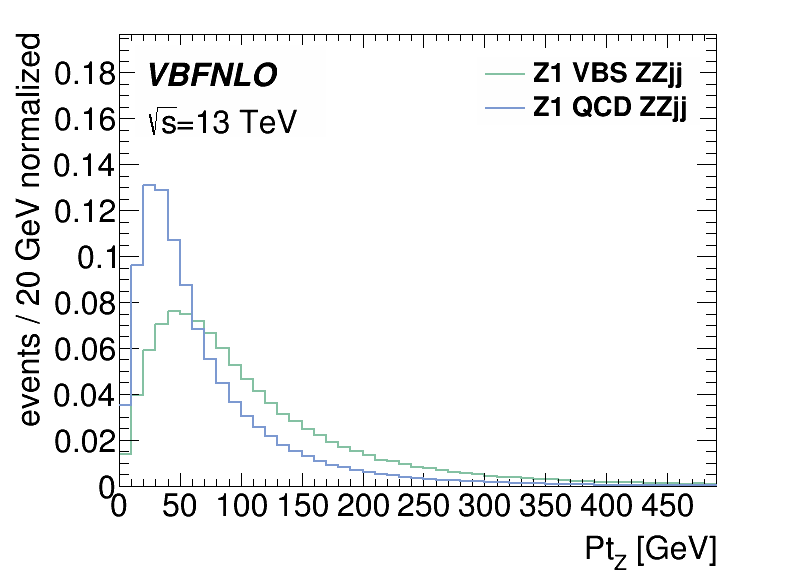 events / 20 GeV normalized
0.18
0.16
0.14
0.12
0.1
0.08
0.06
0.04
0.02
0
VBFNLO
√s=13 TeV
Z1 VBS ZZjj
Z1 QCD ZZjj
0 50 100 150 200 250 300 350 400 450
Pt_Z [GeV]